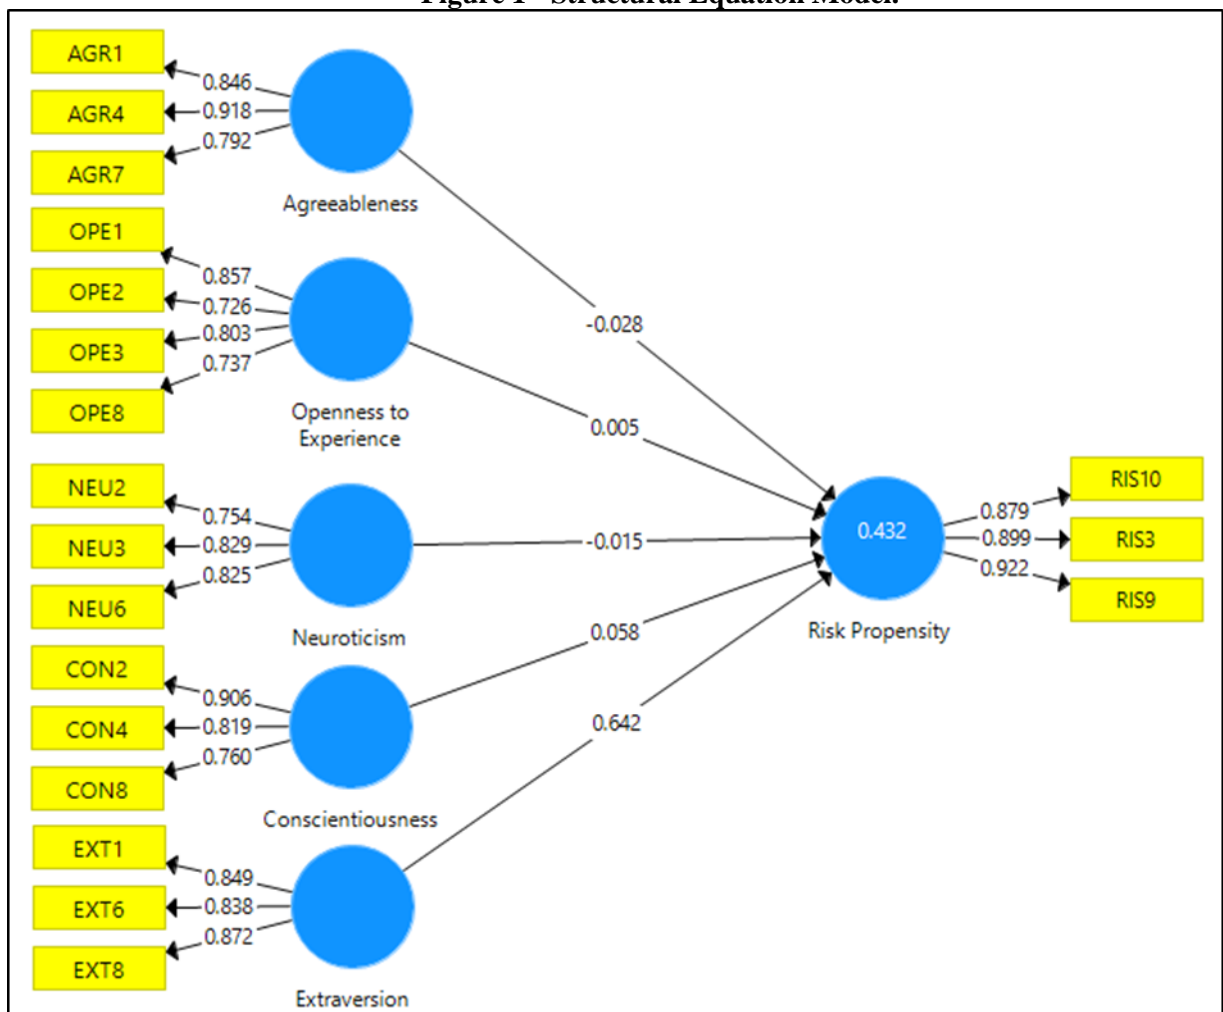 Figure 1 - Structural Equation Model.
AGR1
0.846
AGR4
0.918
0.792
AGR7
Agreeableness
OPE1
0.857
OPE2
0.726
0.803
OPE3
0.737
OPE8
Openness to
Experience
-0.028
0.005
NEU2
0.754
NEU3
0.829
0.825
NEU6
Neuroticism
-0.015
0.432
Risk Propensity
RIS10
0.879
RIS3
0.899
0.922
RIS9
CON2
0.906
CON4
0.819
0.760
CON8
Conscientiousness
0.058
0.642
EXT1
0.849
EXT6
0.838
0.872
EXT8
Extraversion